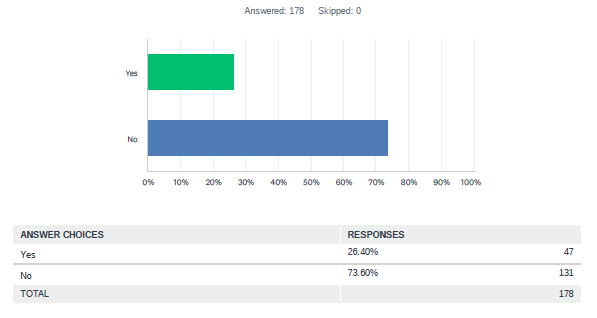 Answered: 178 Skipped: 0
Yes
No
0% 10% 20% 30% 40% 50% 60% 70% 80% 90% 100%
ANSWER CHOICES RESPONSES
Yes 26.40% 47
No 73.60% 131
TOTAL 178